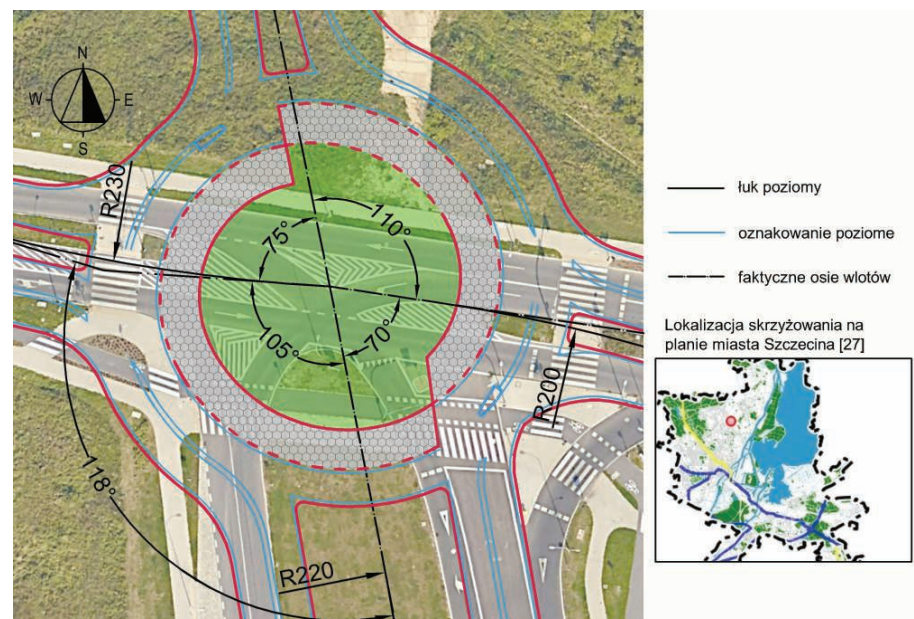 N
W E
S
R230
110°
75°
105°
70°
R200
118°
R220
łuk poziomy
oznakowanie poziome
faktyczne osie wlotów
Lokalizacja skrzyżowania na
planie miasta Szczecina [27]